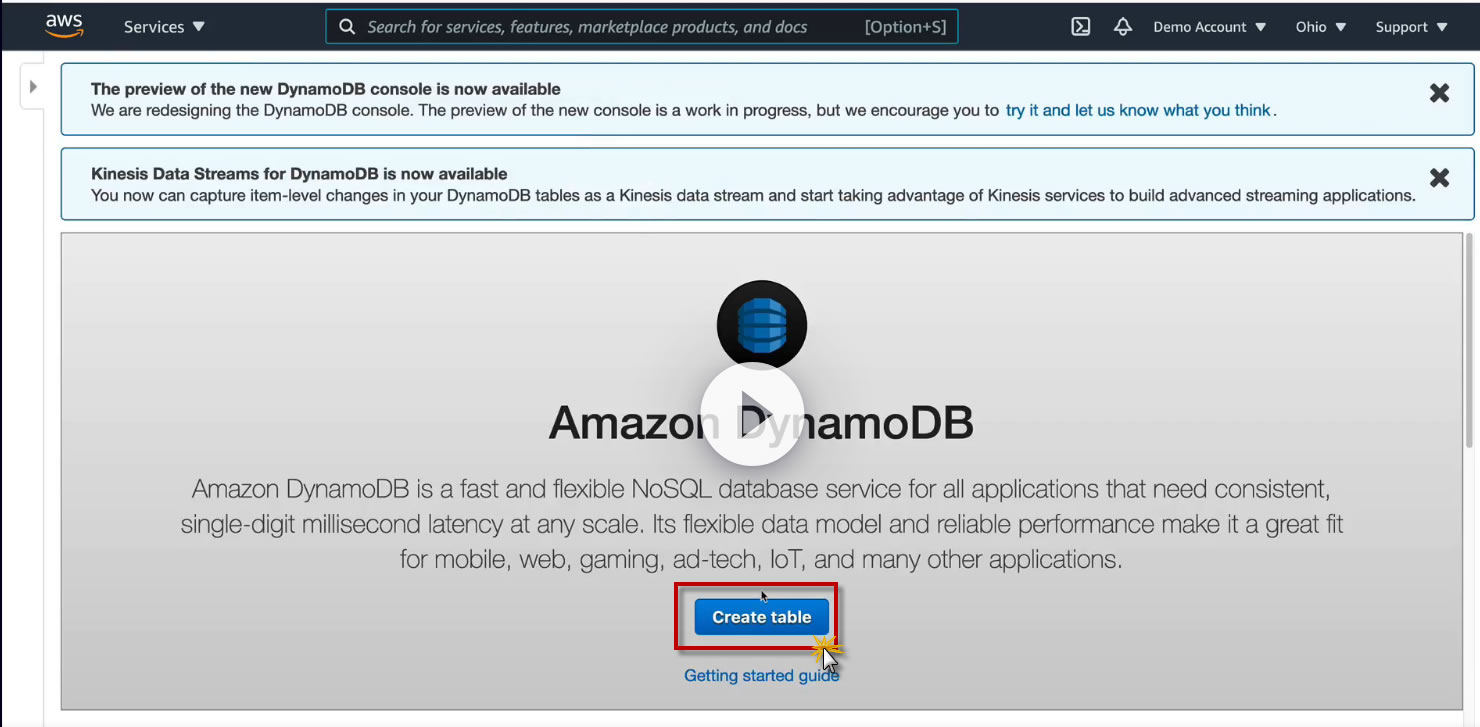 aws
Services
Search for services, features, marketplace products, and docs
[Option+S]
Demo Account
Ohio
Support
The preview of the new DynamoDB console is now available
We are redesigning the DynamoDB console. The preview of the new console is a work in progress, but we encourage you to try it and let us know what you think.
Kinesis Data Streams for DynamoDB is now available
You now can capture item-level changes in your DynamoDB tables as a Kinesis data stream and start taking advantage of Kinesis services to build advanced streaming applications.
Amazon DynamoDB
Amazon DynamoDB is a fast and flexible NoSQL database service for all applications that need consistent,
single-digit millisecond latency at any scale. Its flexible data model and reliable performance make it a great fit
for mobile, web, gaming, ad-tech, IoT, and many other applications.
Create table
Getting started guide